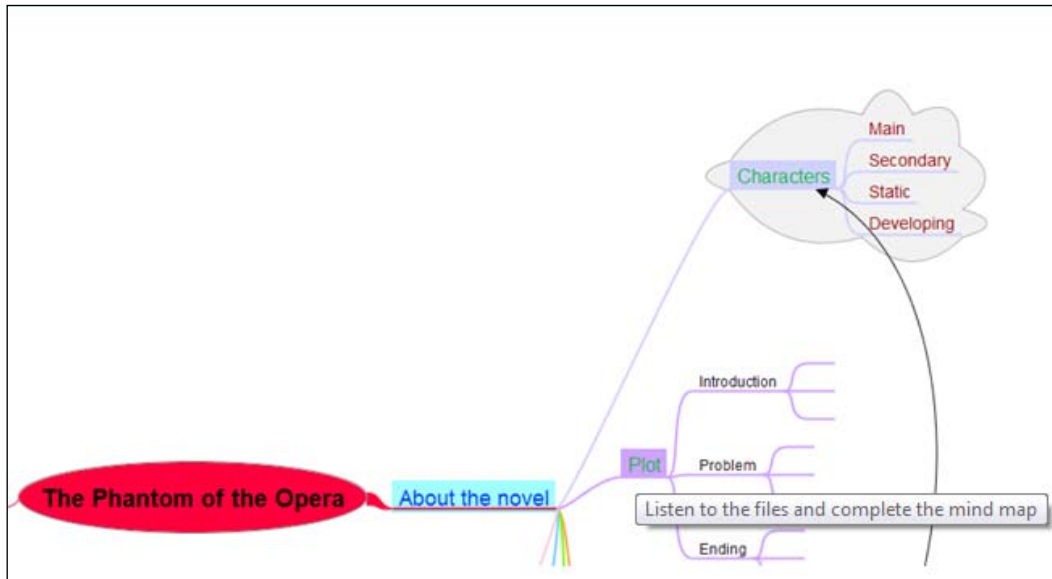 Main
Secondary
Characters
Static
Developing
Introduction
Plot
Problem
The Phantom of the Opera
About the novel
Listen to the files and complete the mind map
Ending